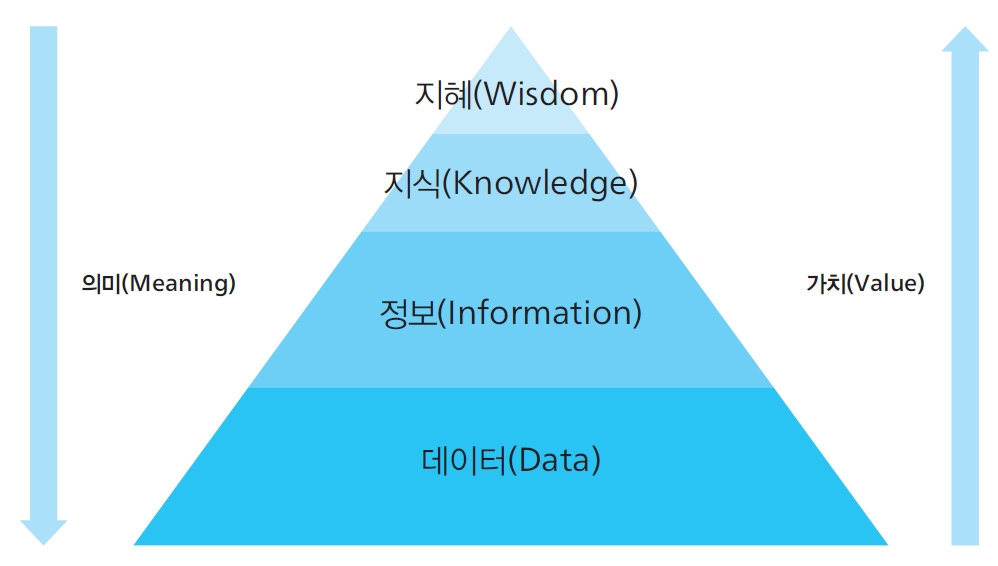 지혜(Wisdom)
지식(Knowledge)
의미(Meaning)
가치(Value)
정보(Information)
데이터(Data)